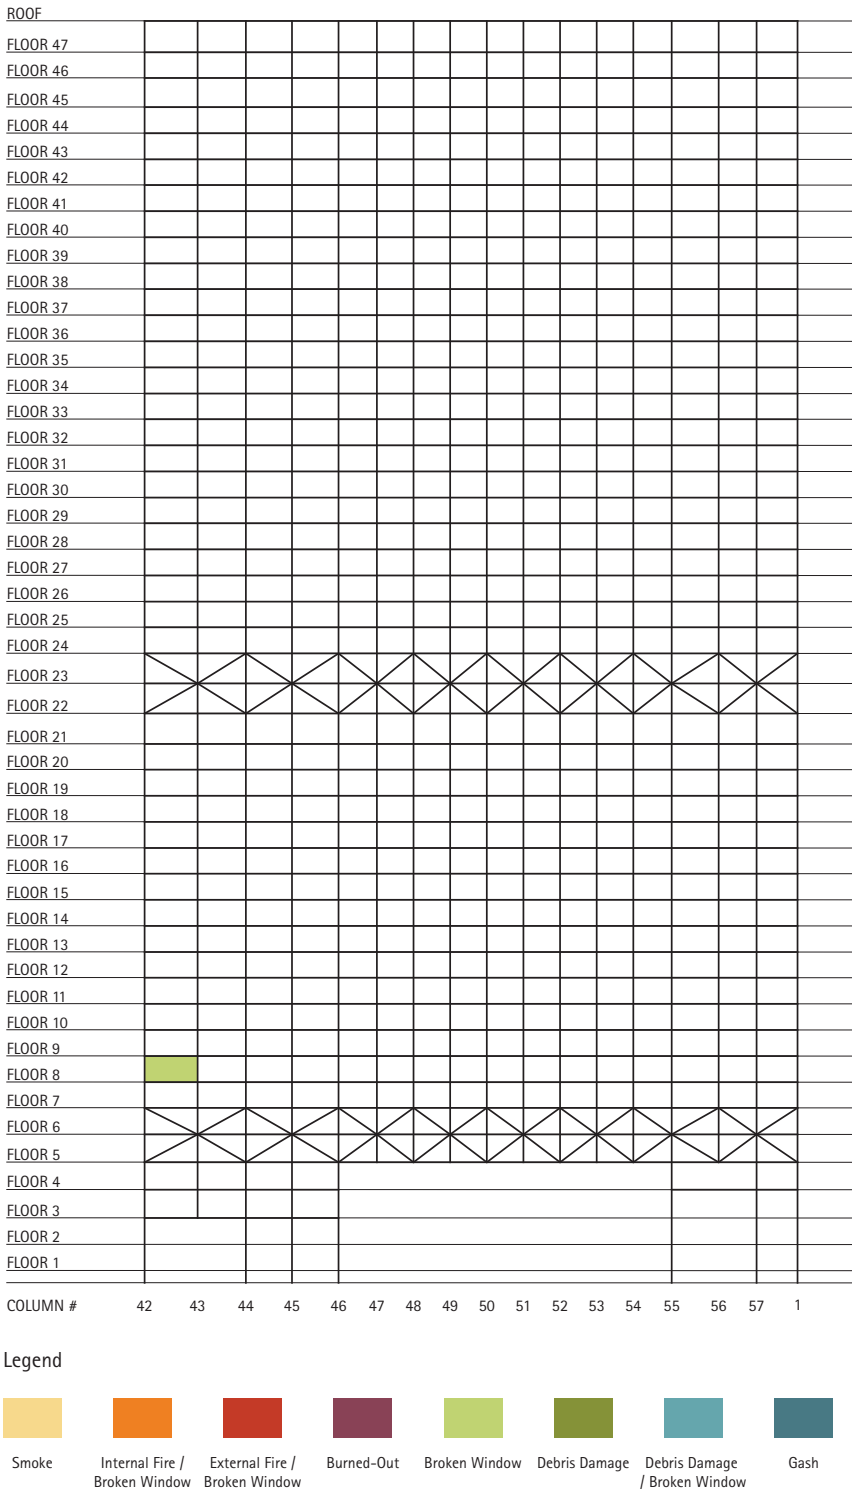 ROOF
FLOOR 47
FLOOR 46
FLOOR 45
FLOOR 44
FLOOR 43
FLOOR 42
FLOOR 41
FLOOR 40
FLOOR 39
FLOOR 38
FLOOR 37
FLOOR 36
FLOOR 35
FLOOR 34
FLOOR 33
FLOOR 32
FLOOR 31
FLOOR 30
FLOOR 29
FLOOR 28
FLOOR 27
FLOOR 26
FLOOR 25
FLOOR 24
FLOOR 23
FLOOR 22
FLOOR 21
FLOOR 20
FLOOR 19
FLOOR 18
FLOOR 17
FLOOR 16
FLOOR 15
FLOOR 14
FLOOR 13
FLOOR 12
FLOOR 11
FLOOR 10
FLOOR 9
FLOOR 8
FLOOR 7
FLOOR 6
FLOOR 5
FLOOR 4
FLOOR 3
FLOOR 2
FLOOR 1
COLUMN # 42 43 44 45 46 47 48 49 50 51 52 53 54 55 56 57 1
Legend
Smoke
Internal Fire /
Broken Window
External Fire /
Broken Window
Burned-Out
Broken Window
Debris Damage
Debris Damage
/ Broken Window
Gash